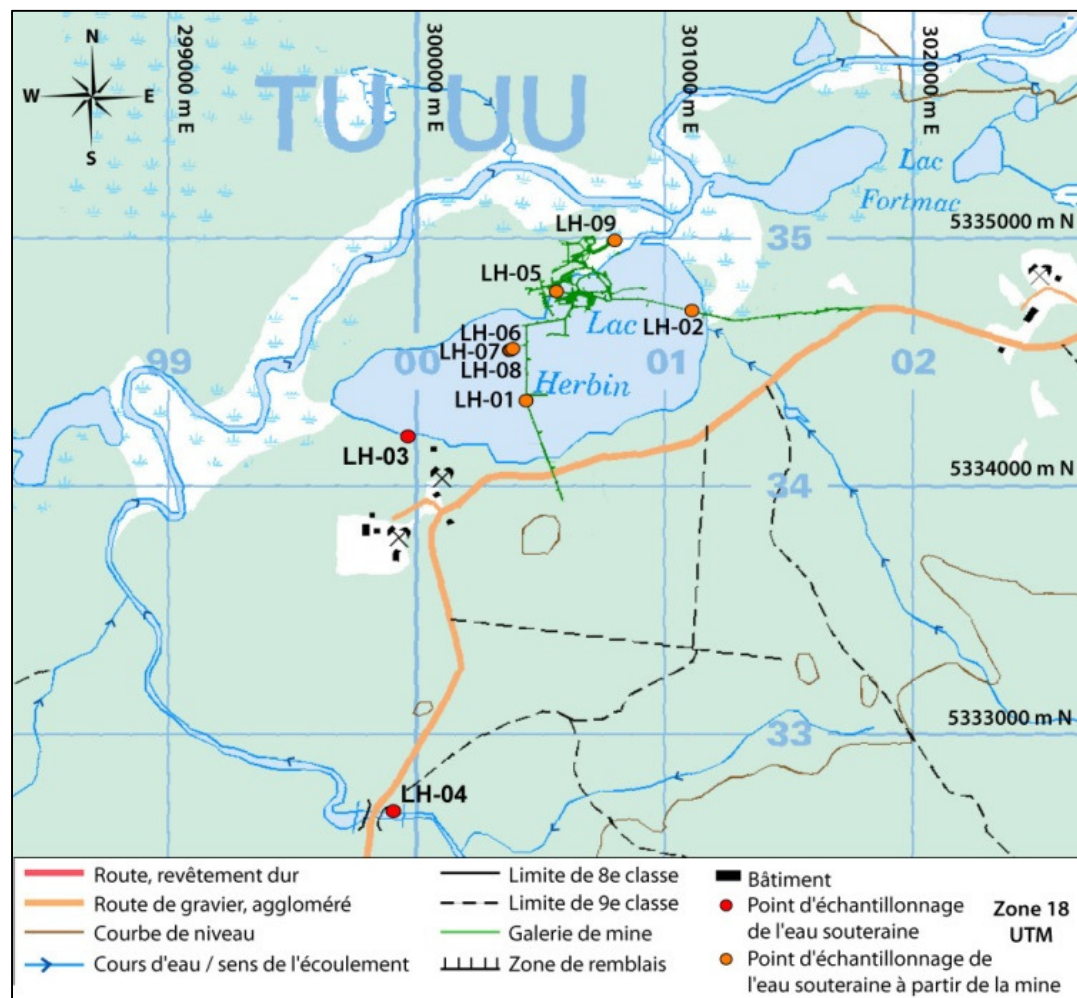 N
W E
S
2990000 m E
300000 m E
301000 m E
302000 m E
TU UU
Lac
Fortmac
5335000 m N
LH-09
35
LH-05
LH-06
LH-07
LH-08
Lac
LH-02
99
00
01
02
LH-01
Herbin
LH-03
5334000 m N
34
5333000 m N
33
LH-04
Route, revêtement dur
Route de gravier, aggloméré
Courbe de niveau
Cours d'eau / sens de l'écoulement
Limite de 8e classe
Limite de 9e classe
Galerie de mine
Zone de remblais
Bâtiment
Point d'échantillonnage
de l'eau souteraine
Point d'échantillonnage de
l'eau souteraine à partir de la mine
Zone 18
UTM